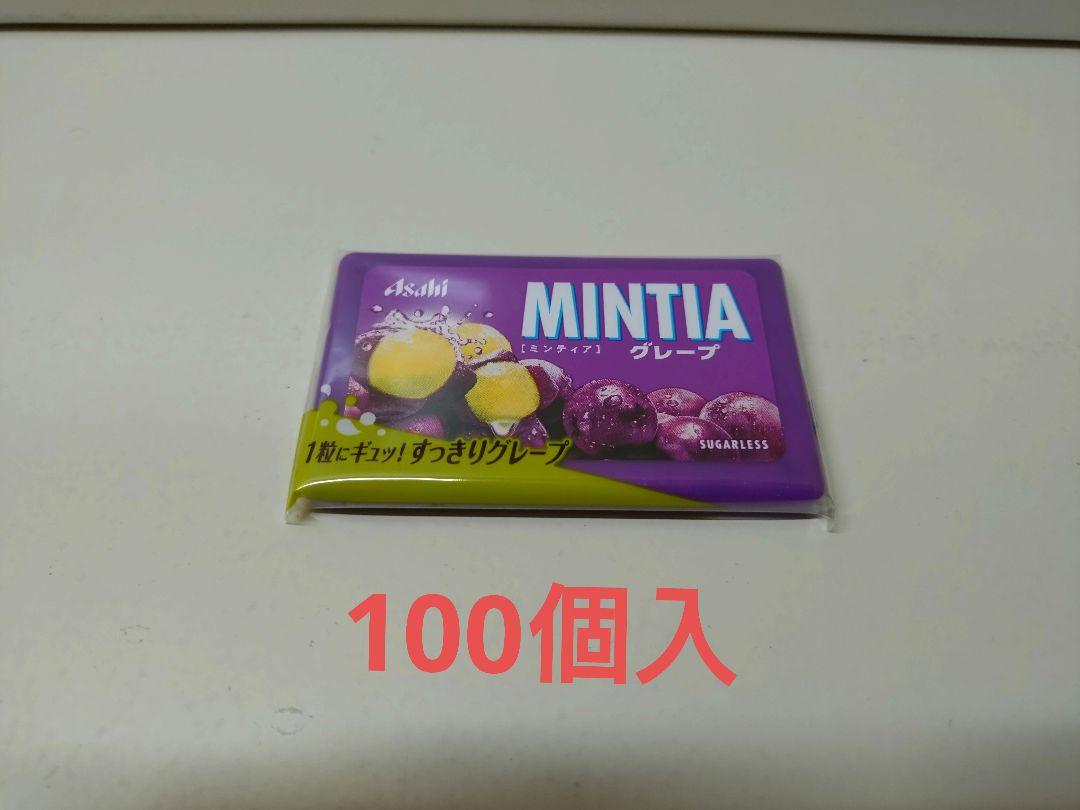 Asahi
MINTIA
[ミンティア] グレープ
SUGARLESS
1粒にギュッ!すっきりグレープ
100個入